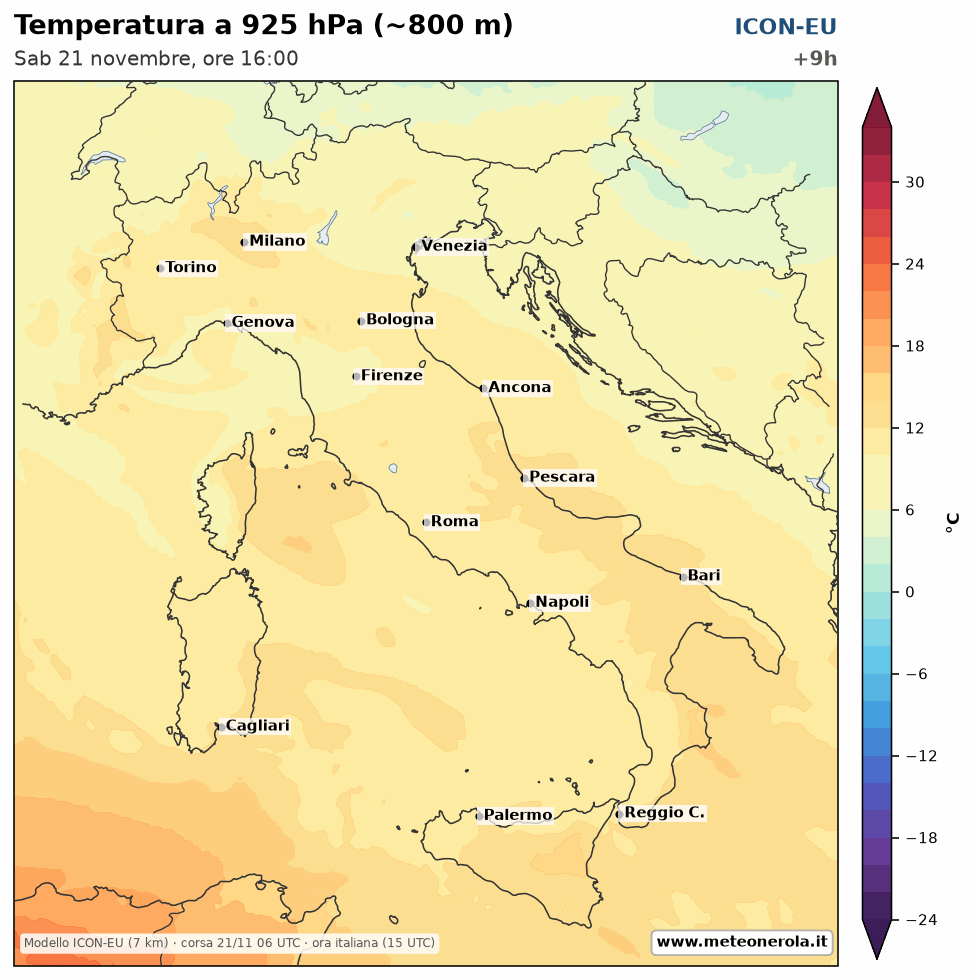 Temperatura a 925 hPa (~800 m)
ICON-EU
Sab 21 novembre, ore 16:00
+9h
Milano
Venezia
Torino
Genova
Bologna
Firenze
Ancona
Pescara
Roma
Bari
Napoli
Cagliari
Palermo
Reggio C.
30
24
18
12
6
0
−6
−12
−18
−24
°C
Modello ICON-EU (7 km) · corsa 21/11 06 UTC · ora italiana (15 UTC)
www.meteonerola.it